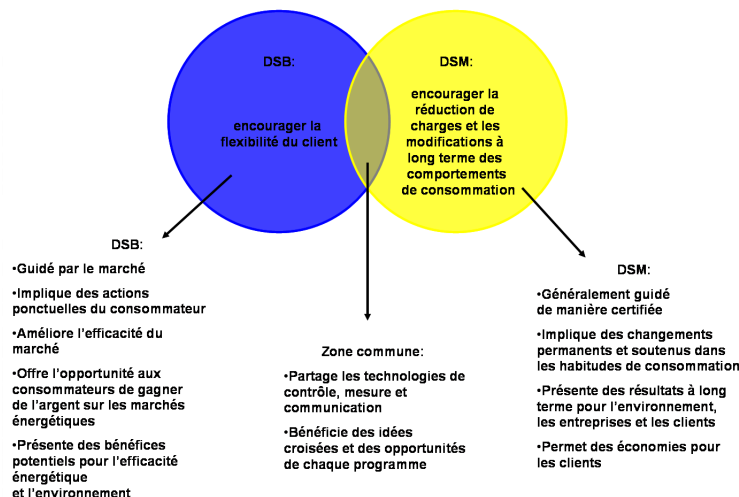 DSB:
encourager la
flexibilité du client
DSM:
encourager la
réduction de
charges et les
modifications à
long terme des
comportements
de consommation
DSB:
•Guidé par le marché
•Implique des actions
ponctuelles du consommateur
•Améliore l'efficacité du
marché
•Offre l'opportunité aux
consommateurs de gagner
de l'argent sur les marchés
énergétiques
•Présente des bénéfices
potentiels pour l'efficacité
énergétique
et l'environnement
Zone commune:
•Partage les technologies de
contrôle, mesure et
communication
•Bénéficie des idées
croisées et des opportunités
de chaque programme
DSM:
•Généralement guidé
de manière certifiée
•Implique des changements
permanents et soutenus dans
les habitudes de consommation
•Présente des résultats à long
terme pour l'environnement,
les entreprises et les clients
•Permet des économies pour
les clients